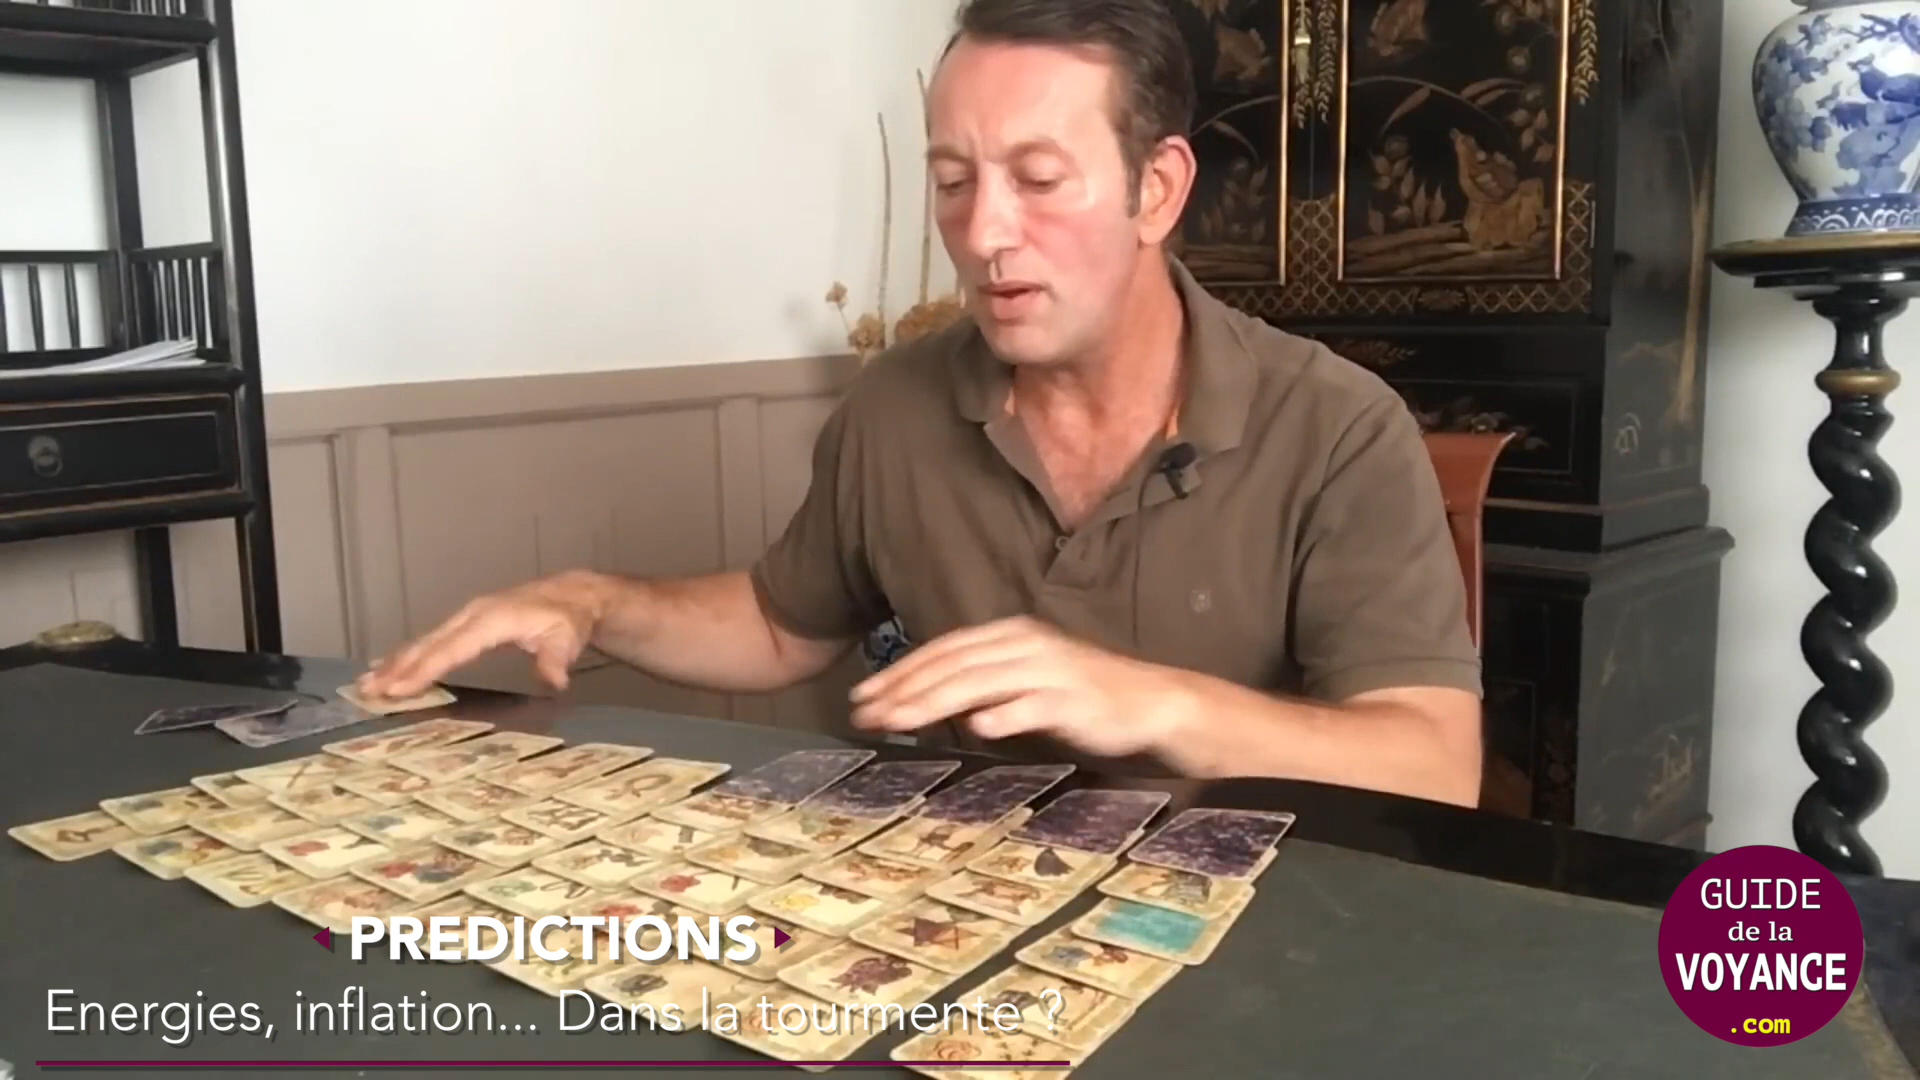 PREDICTIONS
Energies, inflation... Dans la tourmente ?
GUIDE
de la
VOYANCE
.com